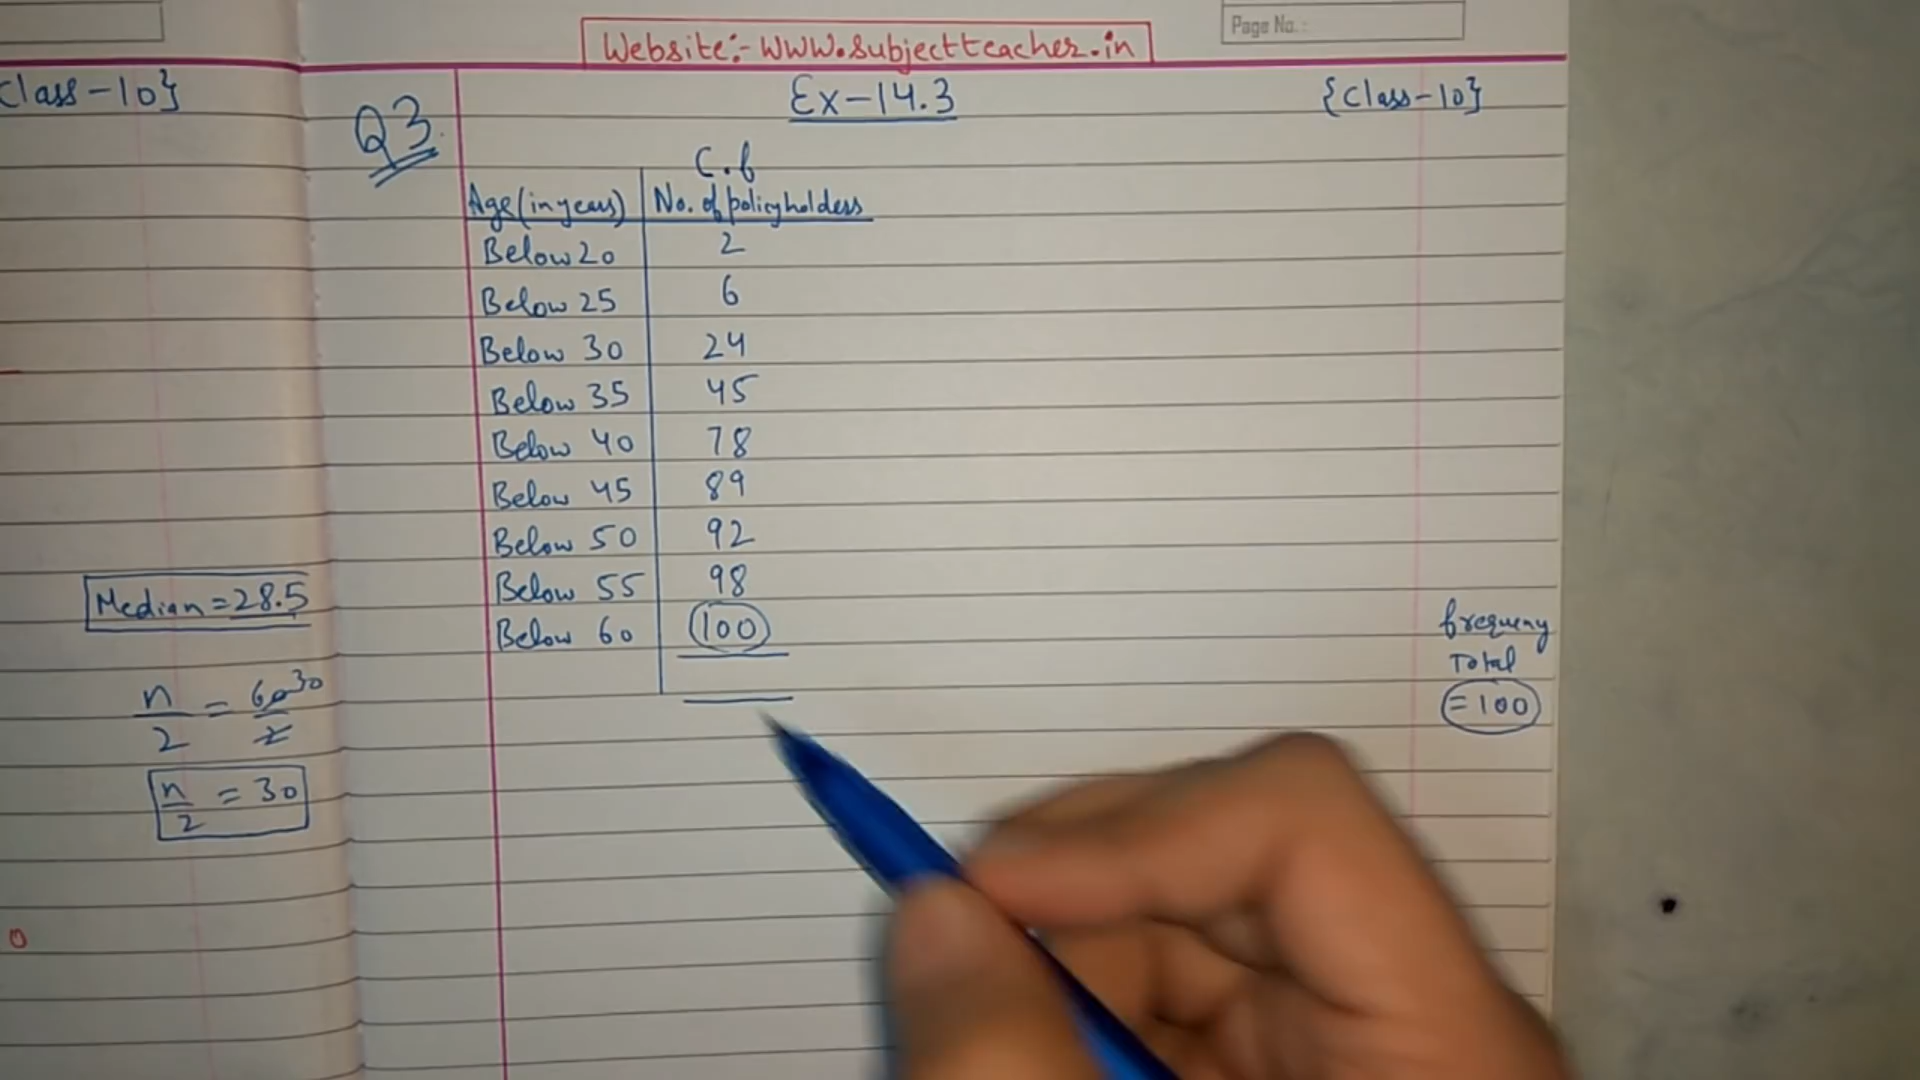 Page No.:
Website:- www.subjectteacher.in
Class-10}
Q3
Ex-14.3
{Class-10}
C.f
Age(in years) No. of policyholders
Below 20 2
Below 25 6
Below 30 24
Below 35 45
Below 40 78
Below 45 89
Below 50 92
Below 55 98
Below 60 100
Median = 28.5
n/2 = 60/2 30
n/2 = 30
0
frequeny
Total
= 100